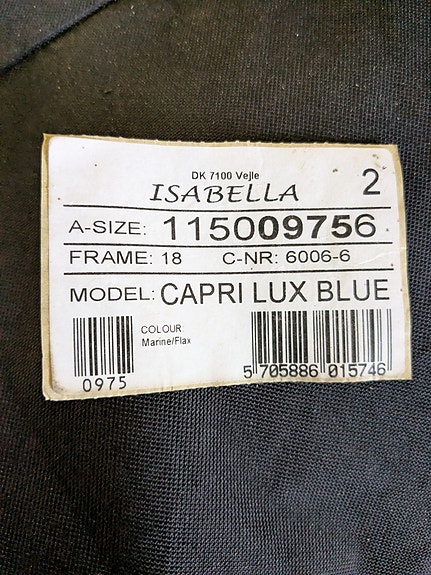 DK 7100 Vejle
ISABELLA 2
A-SIZE: 115009756
FRAME: 18 C-NR: 6006-6
MODEL: CAPRI LUX BLUE
COLOUR:
Marine/Flax
0975
5 705886 015746